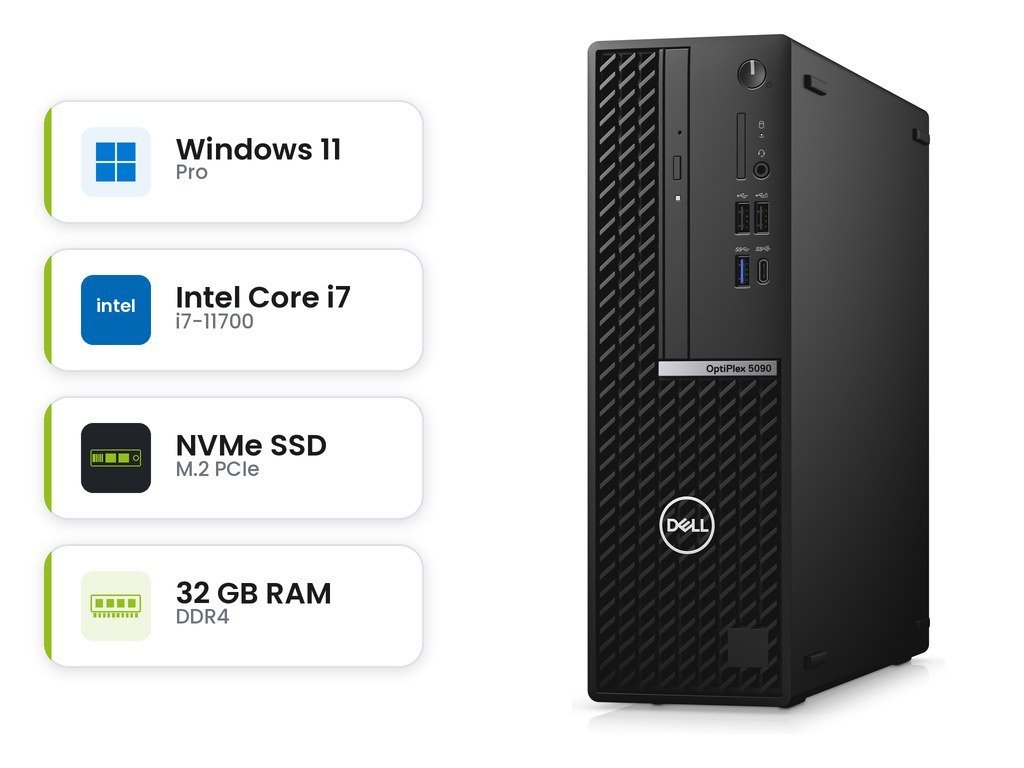 Windows 11
Pro
intel
Intel Core i7
i7-11700
NVMe SSD
M.2 PCIe
32 GB RAM
DDR4
OptiPlex 5090
DELL